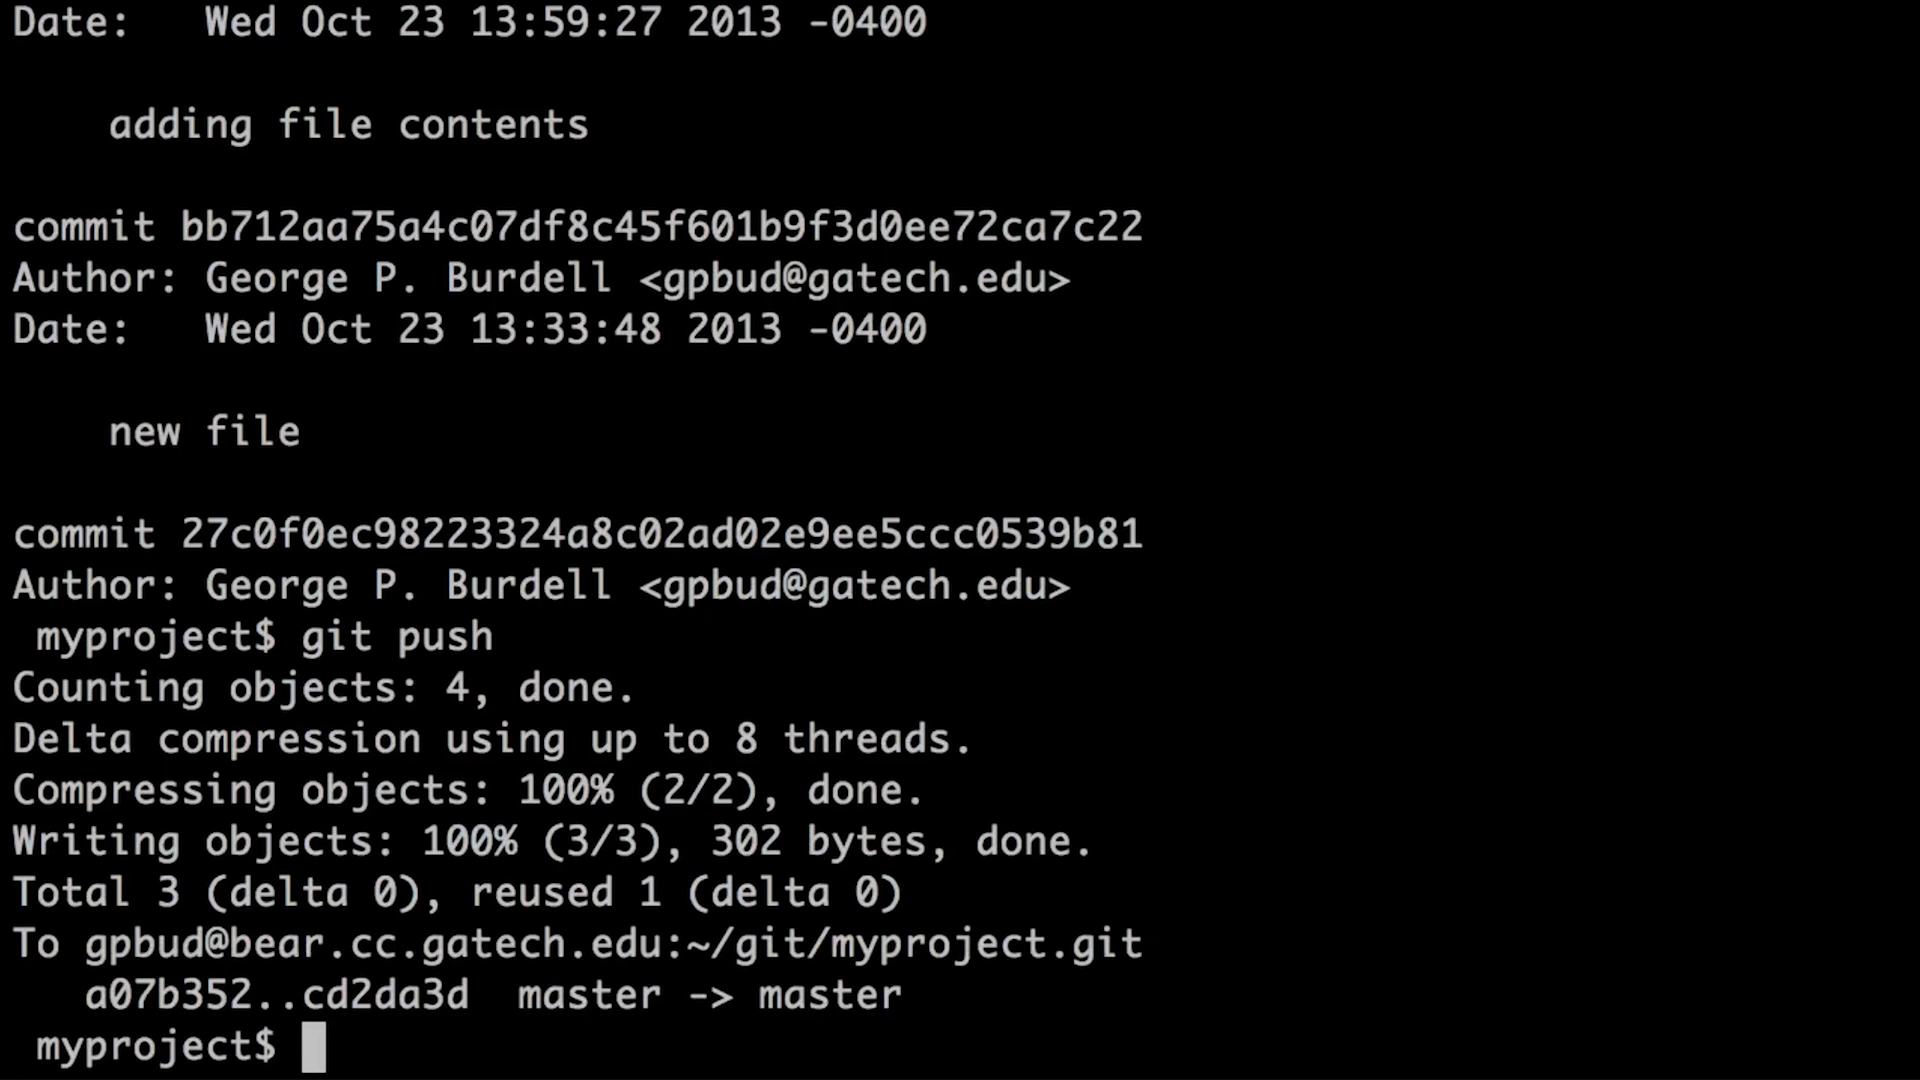 Date:   Wed Oct 23 13:59:27 2013 -0400
    adding file contents
commit bb712aa75a4c07df8c45f601b9f3d0ee72ca7c22
Author: George P. Burdell <gpbud@gatech.edu>
Date:   Wed Oct 23 13:33:48 2013 -0400
    new file
commit 27c0f0ec98223324a8c02ad02e9ee5ccc0539b81
Author: George P. Burdell <gpbud@gatech.edu>
 myproject$ git push
Counting objects: 4, done.
Delta compression using up to 8 threads.
Compressing objects: 100% (2/2), done.
Writing objects: 100% (3/3), 302 bytes, done.
Total 3 (delta 0), reused 1 (delta 0)
To gpbud@bear.cc.gatech.edu:~/git/myproject.git
   a07b352..cd2da3d  master -> master
 myproject$